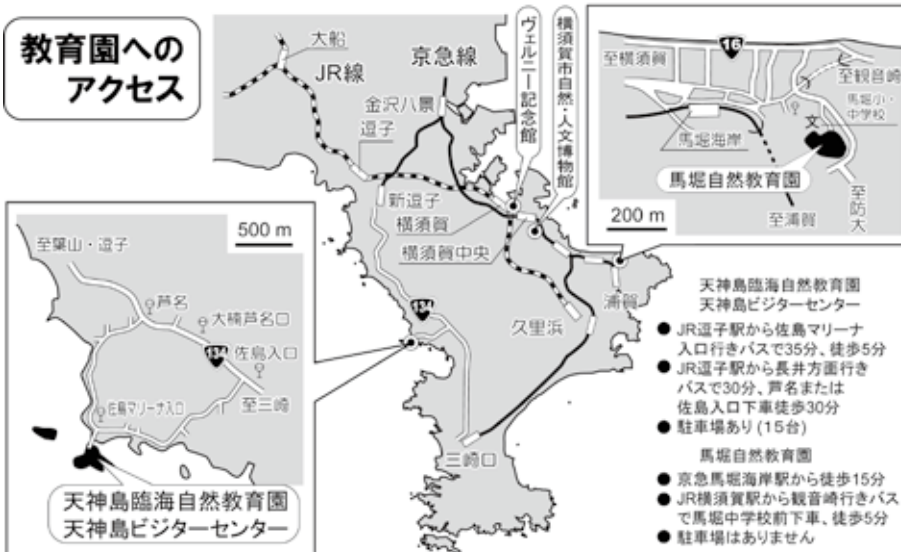 教育園への
アクセス
大船
JR線
京急線
金沢八景
逗子
新逗子
横須賀
横須賀中央
ヴェルニー記念館
横須賀市自然・人文博物館
浦賀
久里浜
三崎口
134
16
至横須賀
至観音崎
馬堀小・
中学校
文
馬堀海岸
馬堀自然教育園
至防大
至浦賀
200 m
500 m
至葉山・逗子
芦名
大楠芦名口
134
佐島入口
至三崎
佐島マリーナ入口
天神島臨海自然教育園
天神島ビジターセンター
天神島臨海自然教育園
天神島ビジターセンター
● JR逗子駅から佐島マリーナ
入口行きバスで35分、徒歩5分
● JR逗子駅から長井方面行き
バスで30分、芦名または
佐島入口下車徒歩30分
● 駐車場あり (15台)
馬堀自然教育園
● 京急馬堀海岸駅から徒歩15分
● JR横須賀駅から観音崎行きバス
で馬堀中学校前下車、徒歩5分
● 駐車場はありません